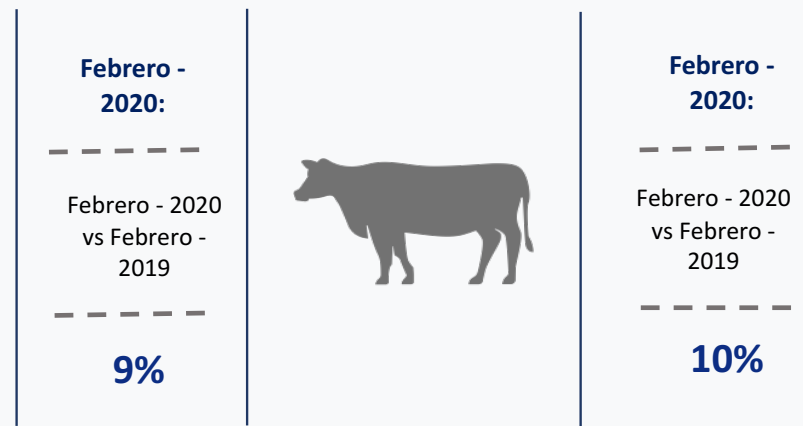 Febrero -
2020:
Febrero - 2020
vs Febrero -
2019
9%
Febrero -
2020:
Febrero - 2020
vs Febrero -
2019
10%